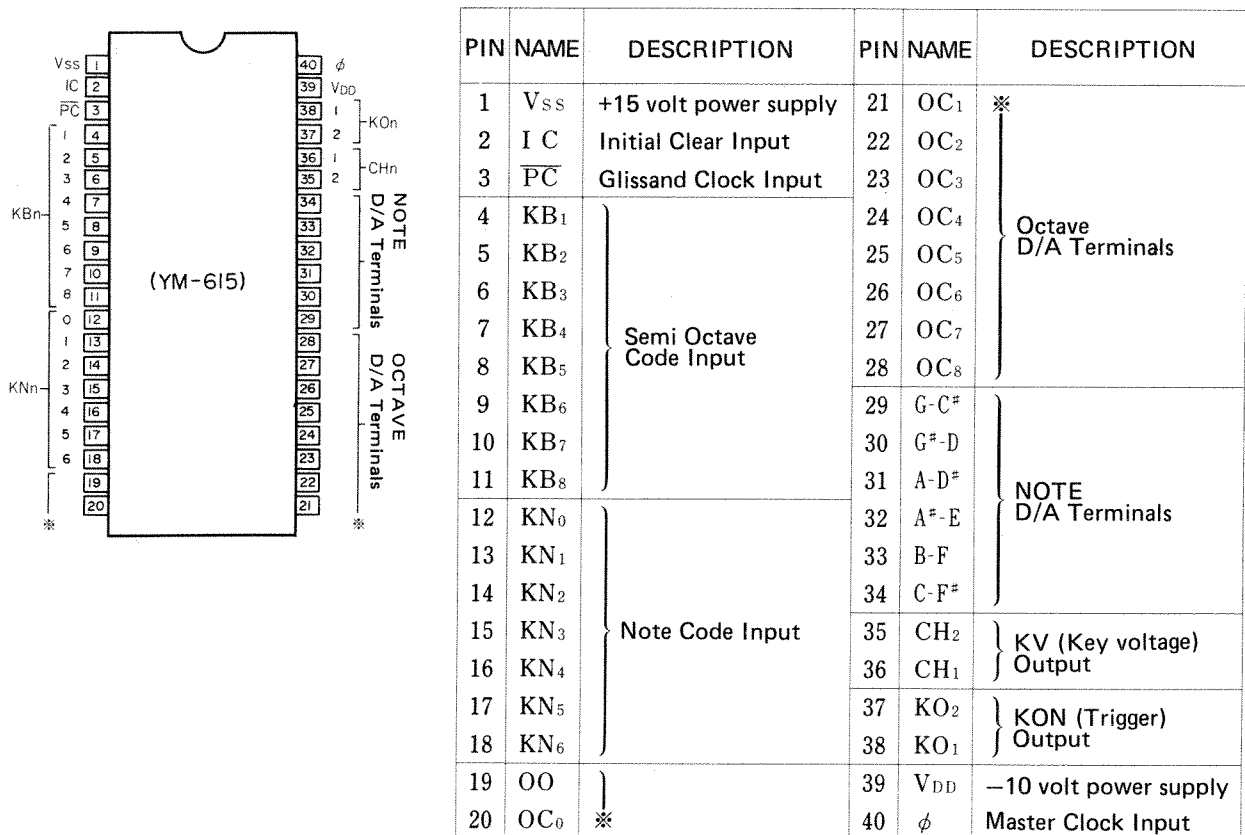 Vss 1
IC 2
P̅C̅ 3
1 4
2 5
3 6
4 7
5 8
6 9
7 10
8 11
0 12
1 13
2 14
3 15
4 16
5 17
6 18
19
20
KBn
KNn
※
(YM-615)
40 φ
39 VDD
38 1
37 2
36 1
35 2
34
33
32
31
30
29
28
27
26
25
24
23
22
21
KOn
CHn
NOTE
D/A Terminals
OCTAVE
D/A Terminals
※
PIN NAME DESCRIPTION PIN NAME DESCRIPTION
1 Vss +15 volt power supply 21 OC1 ※
2 I C Initial Clear Input 22 OC2
3 P̅C̅ Glissand Clock Input 23 OC3
4 KB1 24 OC4
5 KB2 25 OC5
6 KB3 26 OC6
7 KB4 27 OC7
8 KB5 28 OC8
Semi Octave
Code Input
Octave
D/A Terminals
9 KB6 29 G-C#
10 KB7 30 G#-D
11 KB8 31 A-D#
12 KN0 32 A#-E
13 KN1 33 B-F
14 KN2 34 C-F#
NOTE
D/A Terminals
15 KN3 Note Code Input 35 CH2
16 KN4 36 CH1
KV (Key voltage)
Output
17 KN5 37 KO2
18 KN6 38 KO1
KON (Trigger)
Output
19 OO 39 VDD −10 volt power supply
20 OC0 ※ 40 φ Master Clock Input